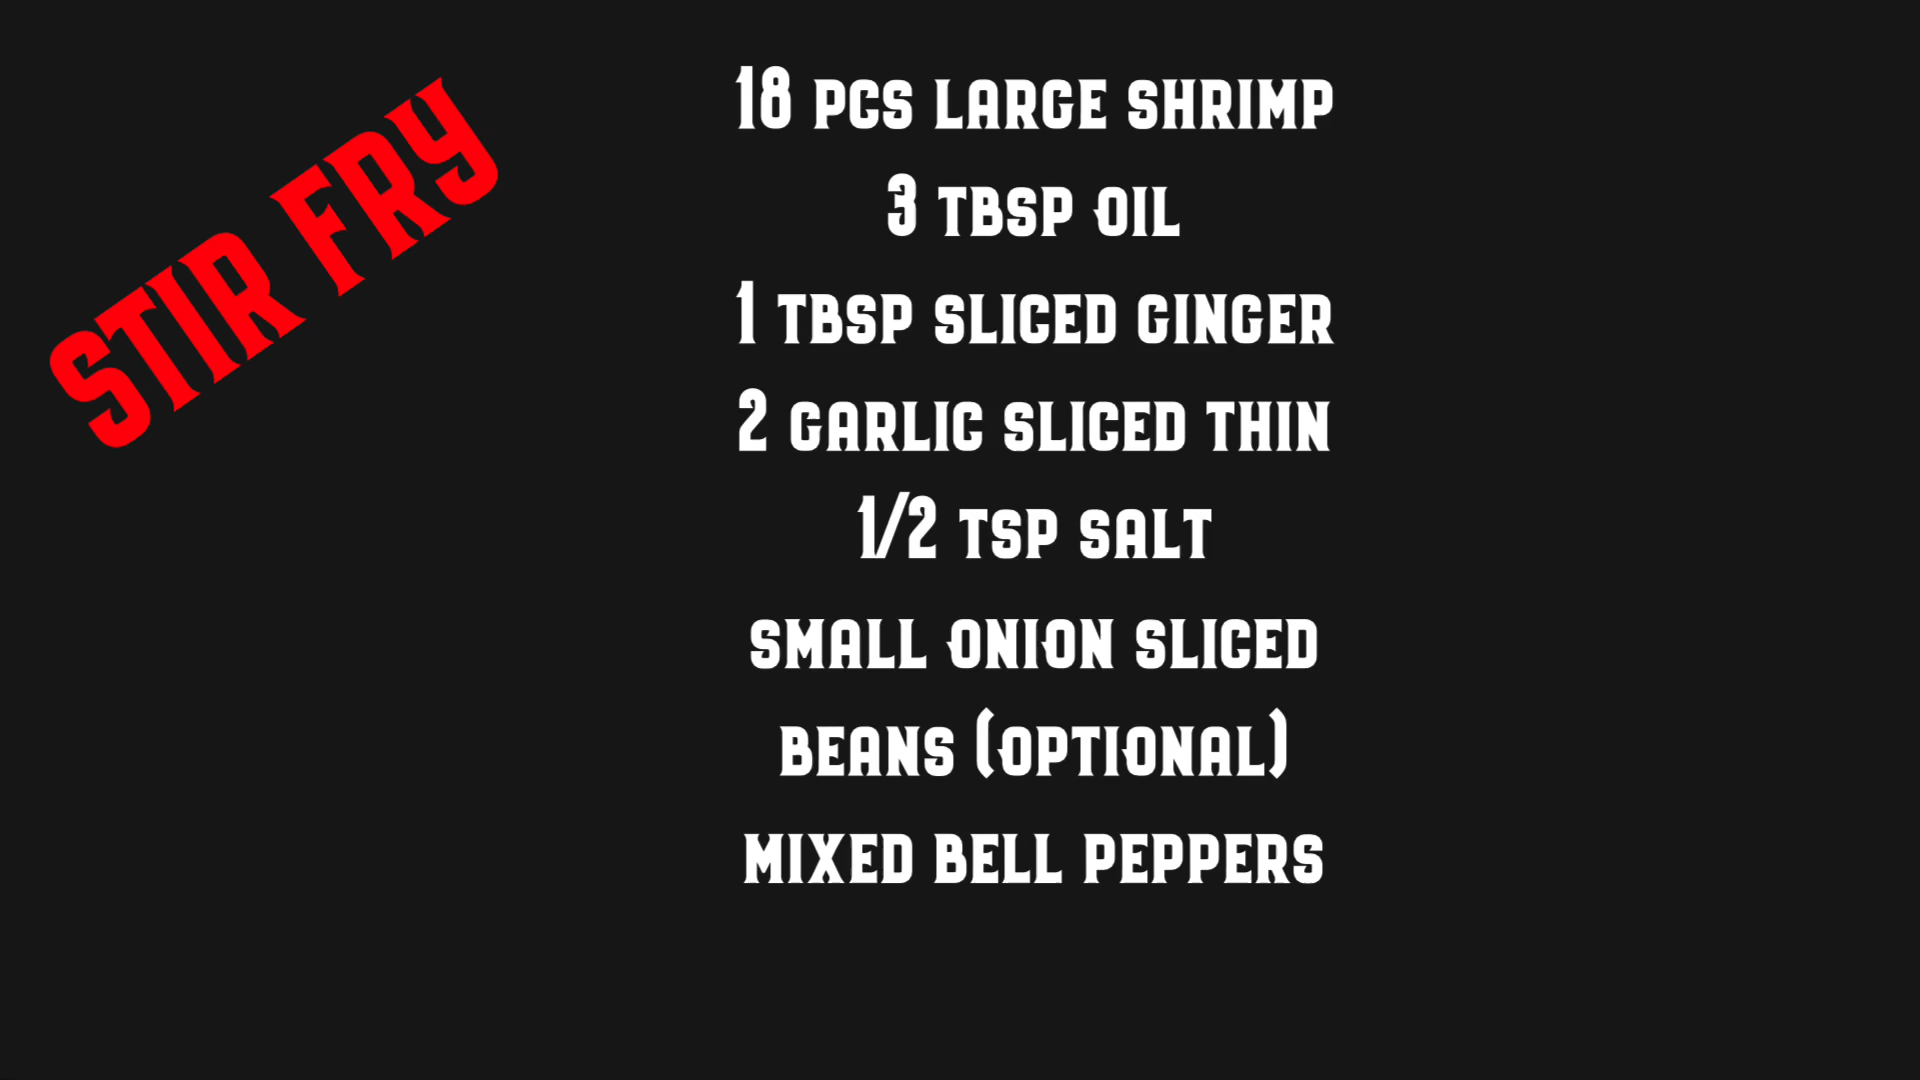 STIR FRY
18 PCS LARGE SHRIMP
3 TBSP OIL
1 TBSP SLICED GINGER
2 GARLIC SLICED THIN
1/2 TSP SALT
SMALL ONION SLICED
BEANS (OPTIONAL)
MIXED BELL PEPPERS